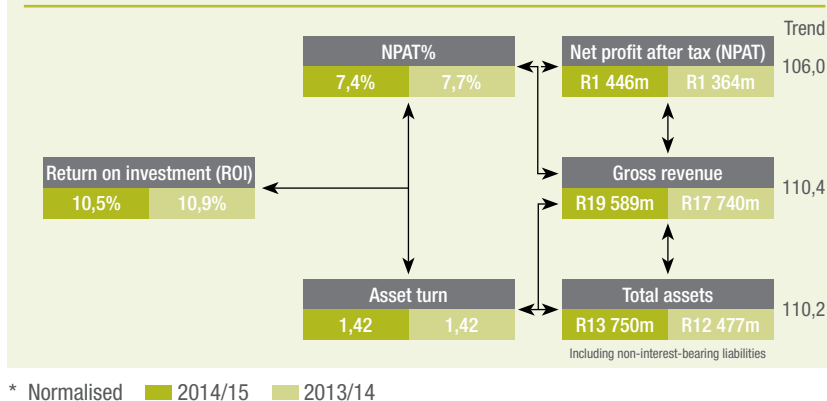 Trend
NPAT%
7,4% 7,7%
Net profit after tax (NPAT)
R1 446m R1 364m
106,0
Return on investment (ROI)
10,5% 10,9%
Gross revenue
R19 589m R17 740m
110,4
Asset turn
1,42 1,42
Total assets
R13 750m R12 477m
110,2
Including non-interest-bearing liabilities
* Normalised 2014/15 2013/14